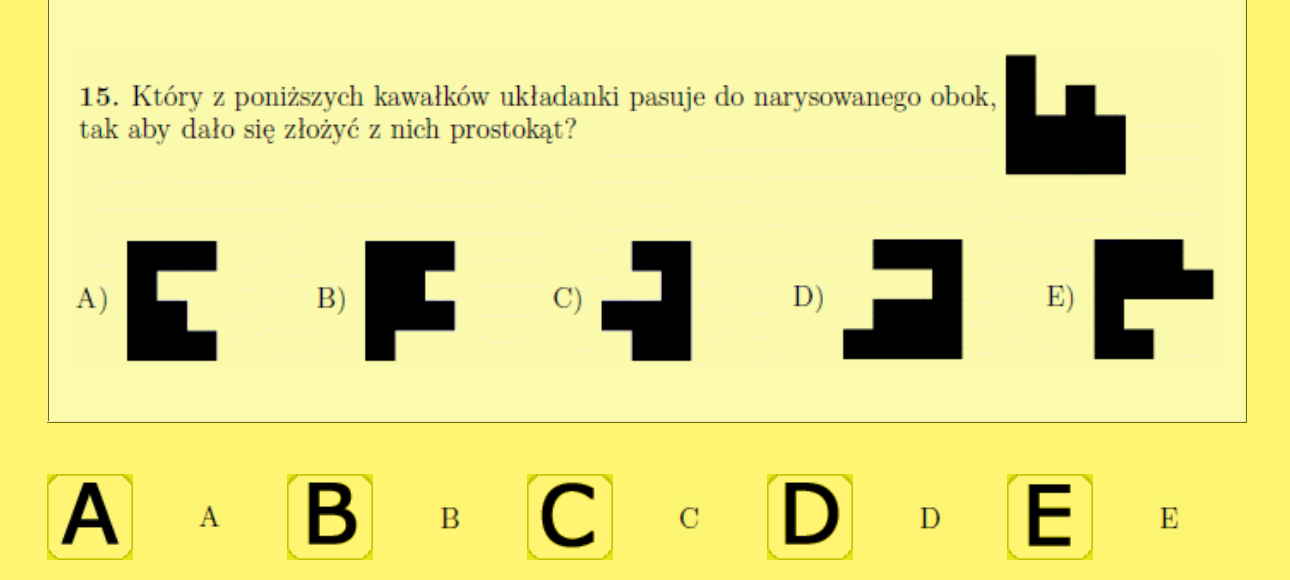 15. Który z poniższych kawałków układanki pasuje do narysowanego obok,
tak aby dało się złożyć z nich prostokąt?
A) B) C) D) E)
A A B B C C D D E E